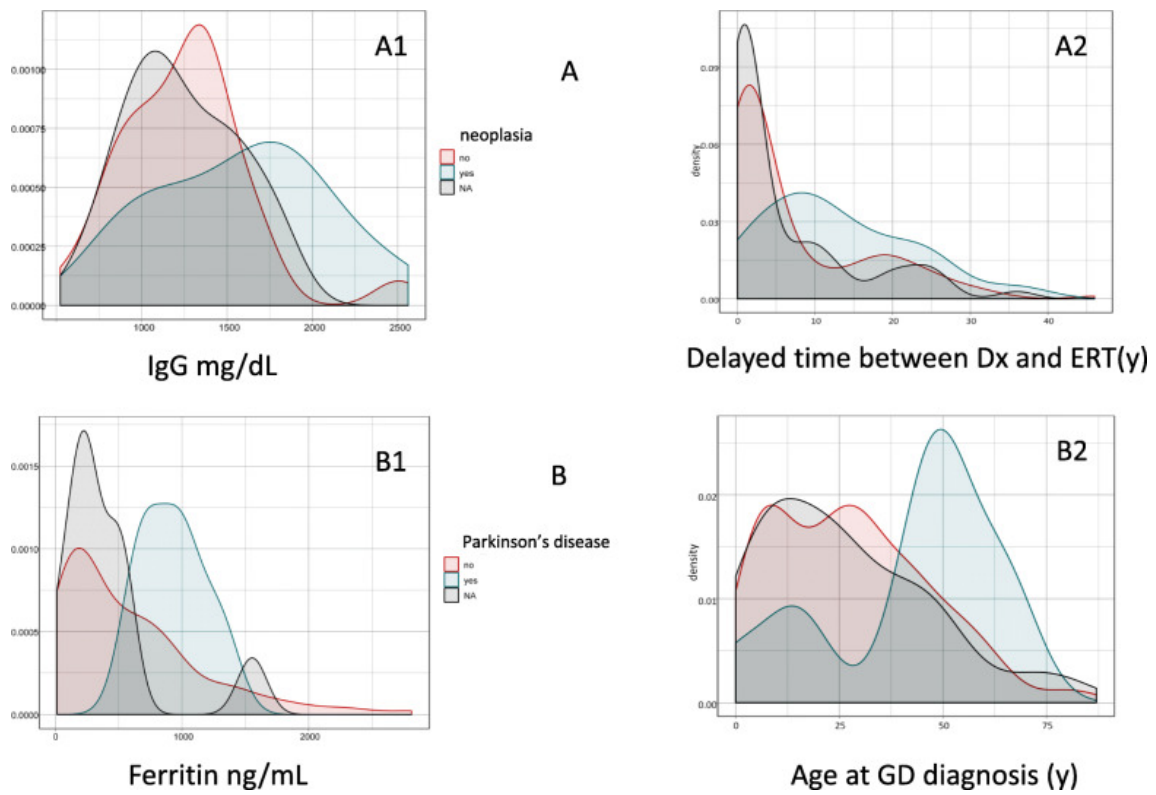 A1
0.00100
0.00075
0.00050
0.00025
0.00000
1000 1500 2000 2500
IgG mg/dL
A
neoplasia
no
yes
NA
A2
0.09
0.06
0.03
0.00
density
0 10 20 30 40
Delayed time between Dx and ERT(y)
B1
0.0015
0.0010
0.0005
0.0000
0 1000 2000
Ferritin ng/mL
B
Parkinson's disease
no
yes
NA
B2
0.02
0.01
0.00
density
0 25 50 75
Age at GD diagnosis (y)